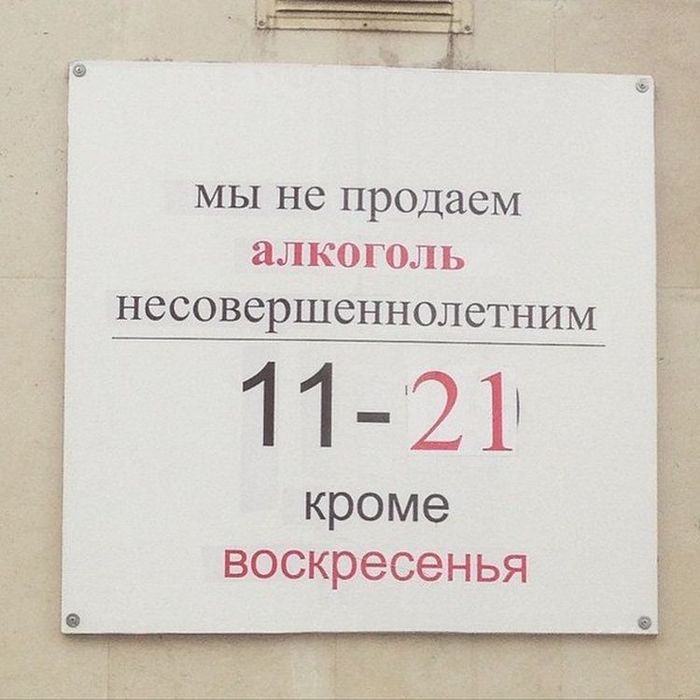 мы не продаем
алкоголь
несовершеннолетним
11-21
кроме
воскресенья